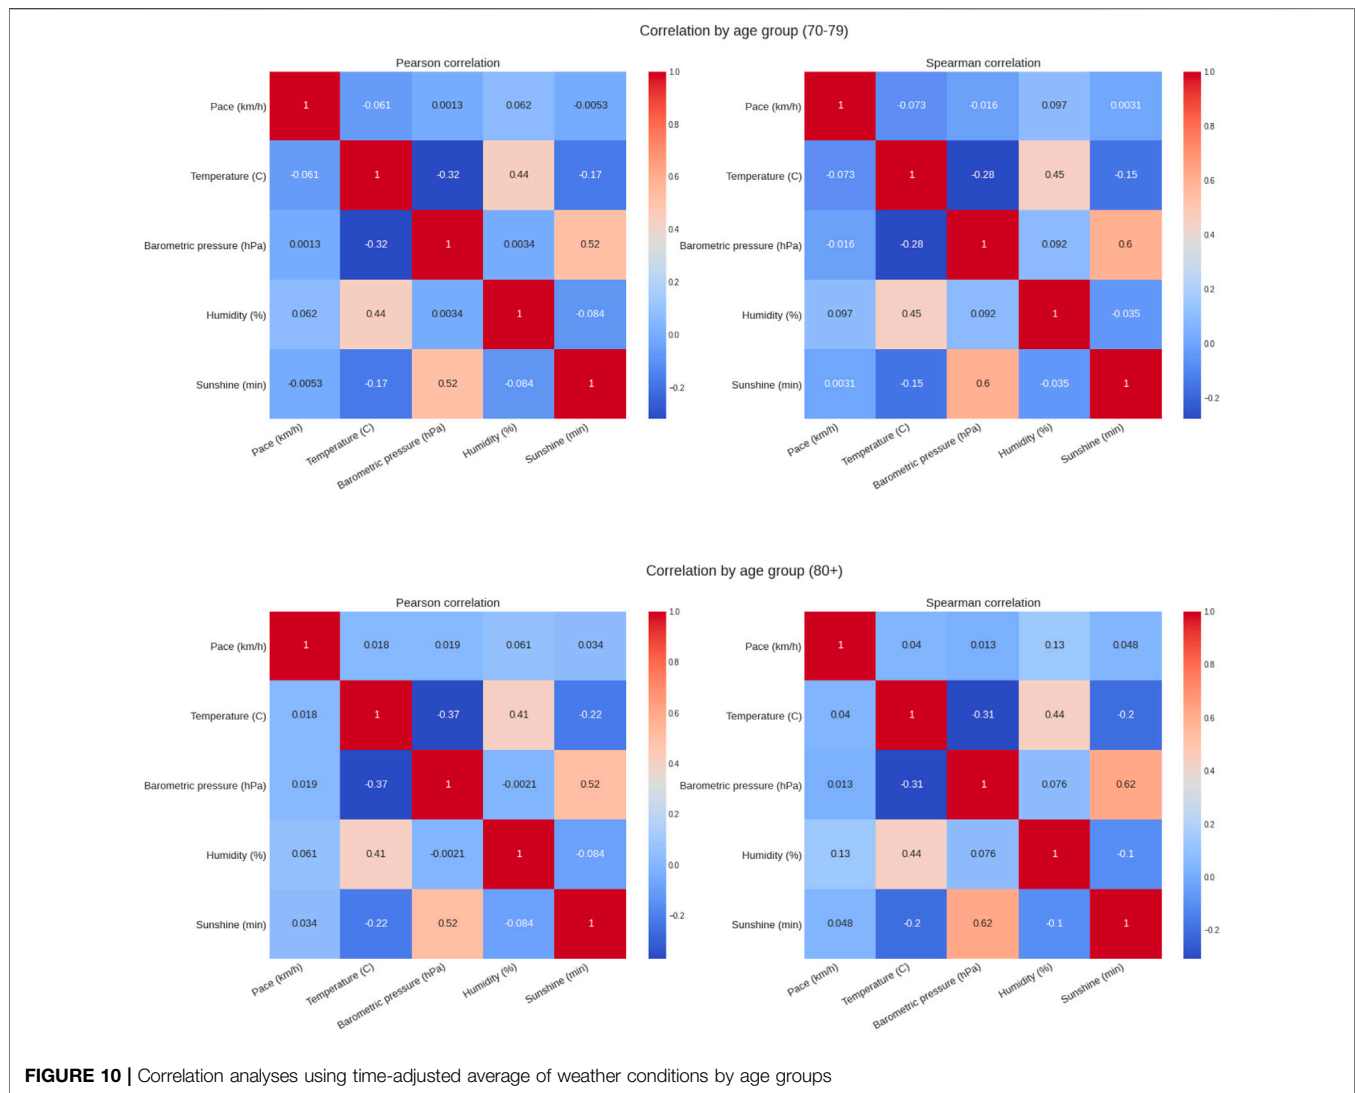 Correlation by age group (70-79)
Pearson correlation
Pace (km/h) 1 -0.061 0.0013 0.062 -0.0053
Temperature (C) -0.061 1 -0.32 0.44 -0.17
Barometric pressure (hPa) 0.0013 -0.32 1 0.0034 0.52
Humidity (%) 0.062 0.44 0.0034 1 -0.084
Sunshine (min) -0.0053 -0.17 0.52 -0.084 1
Pace (km/h) Temperature (C) Barometric pressure (hPa) Humidity (%) Sunshine (min)
1.0
0.8
0.6
0.4
0.2
0.0
−0.2
Spearman correlation
Pace (km/h) 1 -0.073 -0.016 0.097 0.0031
Temperature (C) -0.073 1 -0.28 0.45 -0.15
Barometric pressure (hPa) -0.016 -0.28 1 0.092 0.6
Humidity (%) 0.097 0.45 0.092 1 -0.035
Sunshine (min) 0.0031 -0.15 0.6 -0.035 1
Pace (km/h) Temperature (C) Barometric pressure (hPa) Humidity (%) Sunshine (min)
1.0
0.8
0.6
0.4
0.2
0.0
−0.2
Correlation by age group (80+)
Pearson correlation
Pace (km/h) 1 0.018 0.019 0.061 0.034
Temperature (C) 0.018 1 -0.37 0.41 -0.22
Barometric pressure (hPa) 0.019 -0.37 1 -0.0021 0.52
Humidity (%) 0.061 0.41 -0.0021 1 -0.084
Sunshine (min) 0.034 -0.22 0.52 -0.084 1
Pace (km/h) Temperature (C) Barometric pressure (hPa) Humidity (%) Sunshine (min)
1.0
0.8
0.6
0.4
0.2
0.0
−0.2
Spearman correlation
Pace (km/h) 1 0.04 0.013 0.13 0.048
Temperature (C) 0.04 1 -0.31 0.44 -0.2
Barometric pressure (hPa) 0.013 -0.31 1 0.076 0.62
Humidity (%) 0.13 0.44 0.076 1 -0.1
Sunshine (min) 0.048 -0.2 0.62 -0.1 1
Pace (km/h) Temperature (C) Barometric pressure (hPa) Humidity (%) Sunshine (min)
1.0
0.8
0.6
0.4
0.2
0.0
−0.2
FIGURE 10 | Correlation analyses using time-adjusted average of weather conditions by age groups